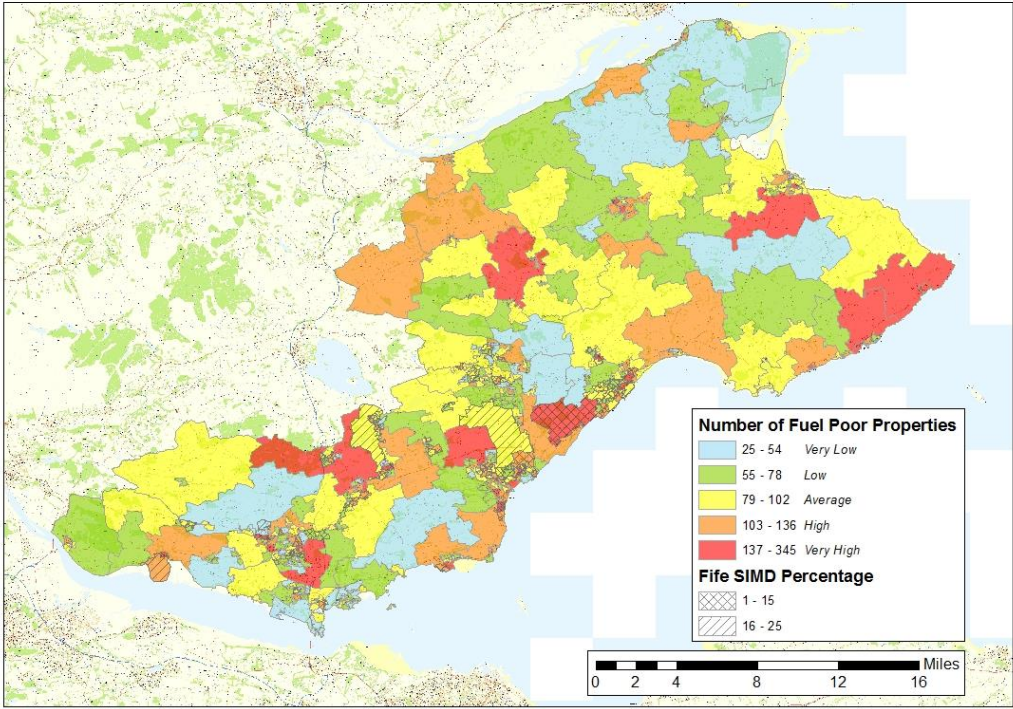 Number of Fuel Poor Properties
25 - 54 Very Low
55 - 78 Low
79 - 102 Average
103 - 136 High
137 - 345 Very High
Fife SIMD Percentage
1 - 15
16 - 25
Miles
0 2 4 8 12 16